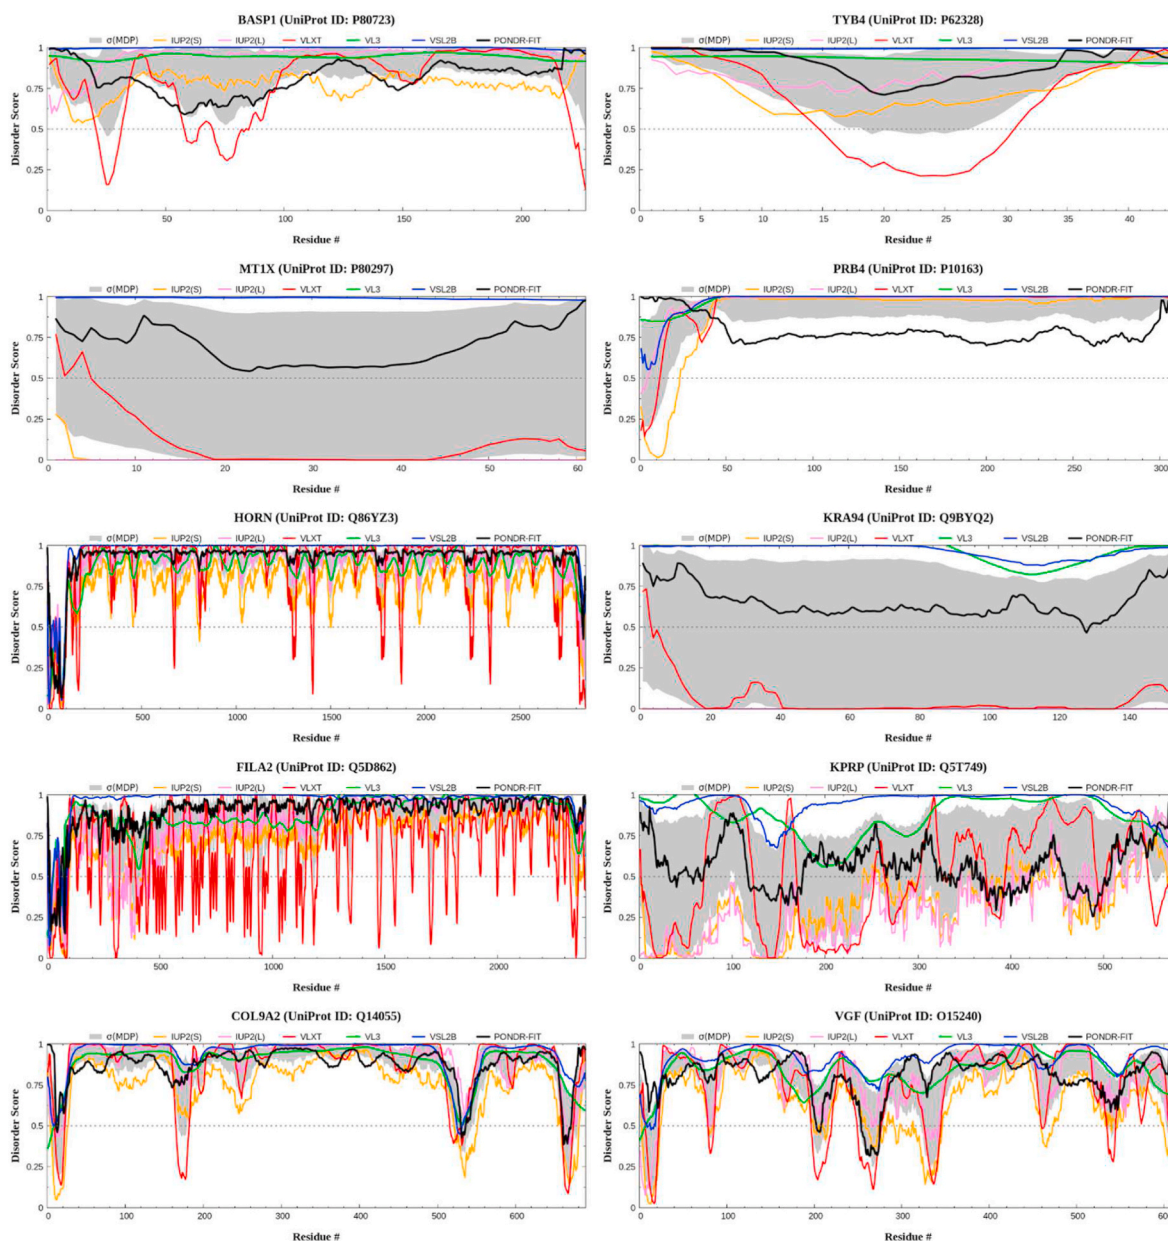 BASP1 (UniProt ID: P80723)
σ(MDP) IUP2(S) IUP2(L) VLXT VL3 VSL2B PONDR-FIT
1
0.75
0.5
0.25
0
Disorder Score
0 50 100 150 200
Residue #
TYB4 (UniProt ID: P62328)
σ(MDP) IUP2(S) IUP2(L) VLXT VL3 VSL2B PONDR-FIT
1
0.75
0.5
0.25
0
Disorder Score
0 5 10 15 20 25 30 35 40
Residue #
MT1X (UniProt ID: P80297)
σ(MDP) IUP2(S) IUP2(L) VLXT VL3 VSL2B PONDR-FIT
1
0.75
0.5
0.25
0
Disorder Score
0 10 20 30 40 50 60
Residue #
PRB4 (UniProt ID: P10163)
σ(MDP) IUP2(S) IUP2(L) VLXT VL3 VSL2B PONDR-FIT
1
0.75
0.5
0.25
0
Disorder Score
0 50 100 150 200 250 300
Residue #
HORN (UniProt ID: Q86YZ3)
σ(MDP) IUP2(S) IUP2(L) VLXT VL3 VSL2B PONDR-FIT
1
0.75
0.5
0.25
0
Disorder Score
0 500 1000 1500 2000 2500
Residue #
KRA94 (UniProt ID: Q9BYQ2)
σ(MDP) IUP2(S) IUP2(L) VLXT VL3 VSL2B PONDR-FIT
1
0.75
0.5
0.25
0
Disorder Score
0 20 40 60 80 100 120 140
Residue #
FILA2 (UniProt ID: Q5D862)
σ(MDP) IUP2(S) IUP2(L) VLXT VL3 VSL2B PONDR-FIT
1
0.75
0.5
0.25
0
Disorder Score
0 500 1000 1500 2000
Residue #
KPRP (UniProt ID: Q5T749)
σ(MDP) IUP2(S) IUP2(L) VLXT VL3 VSL2B PONDR-FIT
1
0.75
0.5
0.25
0
Disorder Score
0 100 200 300 400 500
Residue #
COL9A2 (UniProt ID: Q14055)
σ(MDP) IUP2(S) IUP2(L) VLXT VL3 VSL2B PONDR-FIT
1
0.75
0.5
0.25
0
Disorder Score
0 100 200 300 400 500 600
Residue #
VGF (UniProt ID: O15240)
σ(MDP) IUP2(S) IUP2(L) VLXT VL3 VSL2B PONDR-FIT
1
0.75
0.5
0.25
0
Disorder Score
0 100 200 300 400 500 600
Residue #